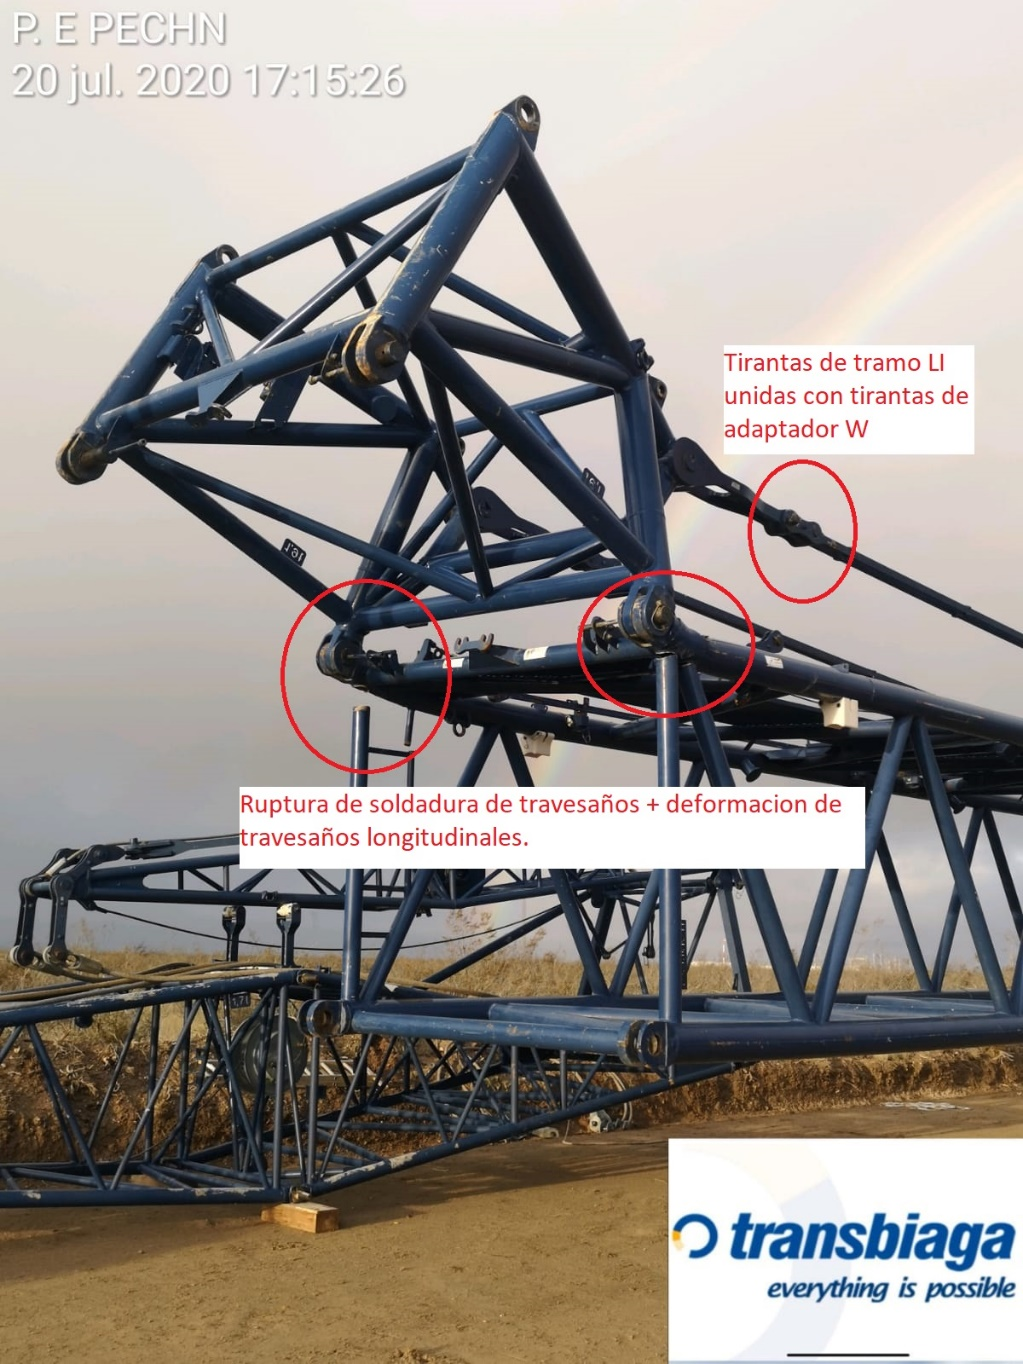 P. E PECHN
20 jul. 2020 17:15:26
Tirantas de tramo LI
unidas con tirantas de
adaptador W
Ruptura de soldadura de travesaños + deformacion de
travesaños longitudinales.
transbiaga
everything is possible